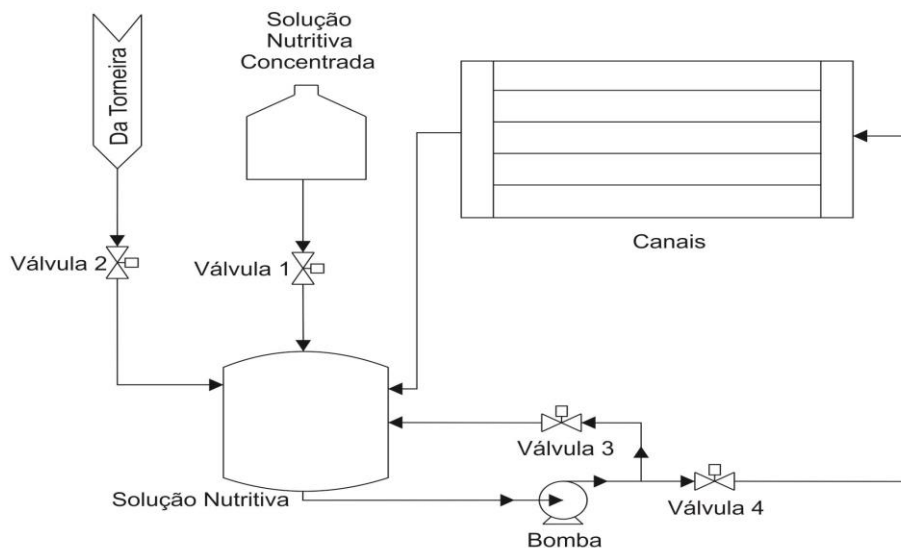 Solução
Nutritiva
Concentrada
Da Torneira
Canais
Válvula 2
Válvula 1
Válvula 3
Solução Nutritiva
Válvula 4
Bomba